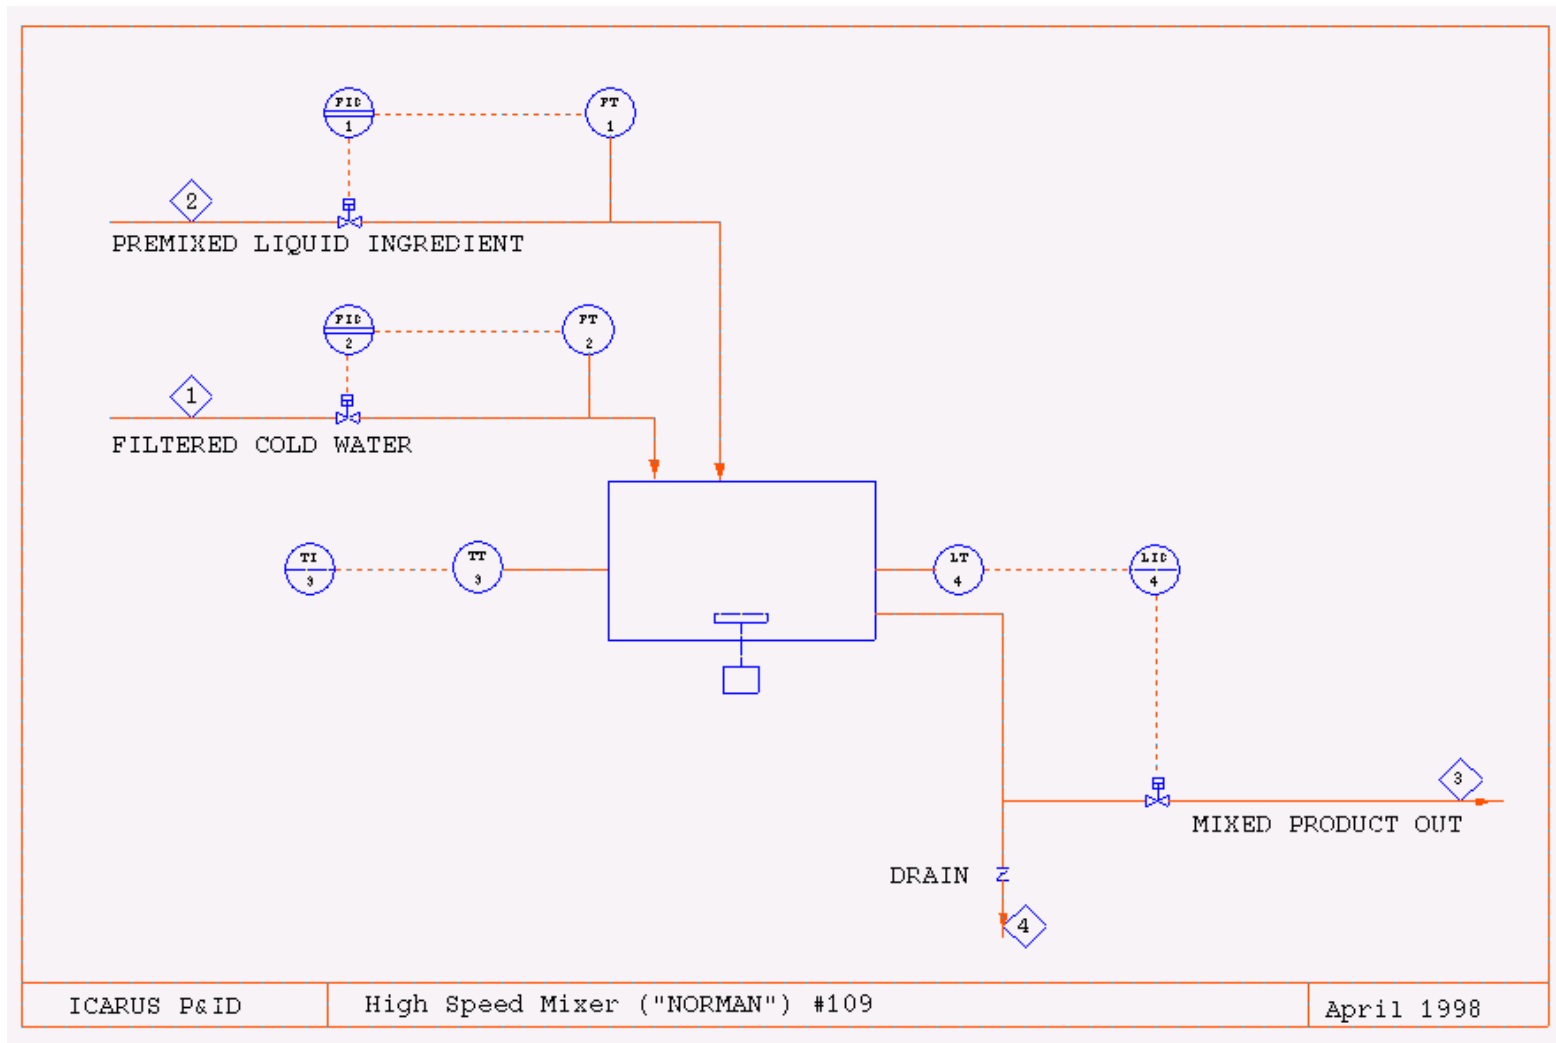 FIC
1
FT
1
2
PREMIXED LIQUID INGREDIENT
FIC
2
FT
2
1
FILTERED COLD WATER
TI
3
TT
3
LT
4
LIC
4
3
MIXED PRODUCT OUT
DRAIN
4
ICARUS P&ID
High Speed Mixer ("NORMAN") #109
April 1998